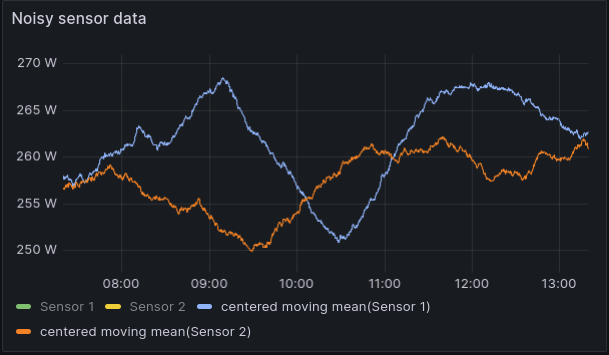 Noisy sensor data
270 W
265 W
260 W
255 W
250 W
08:00 09:00 10:00 11:00 12:00 13:00
Sensor 1 Sensor 2 centered moving mean(Sensor 1)
centered moving mean(Sensor 2)